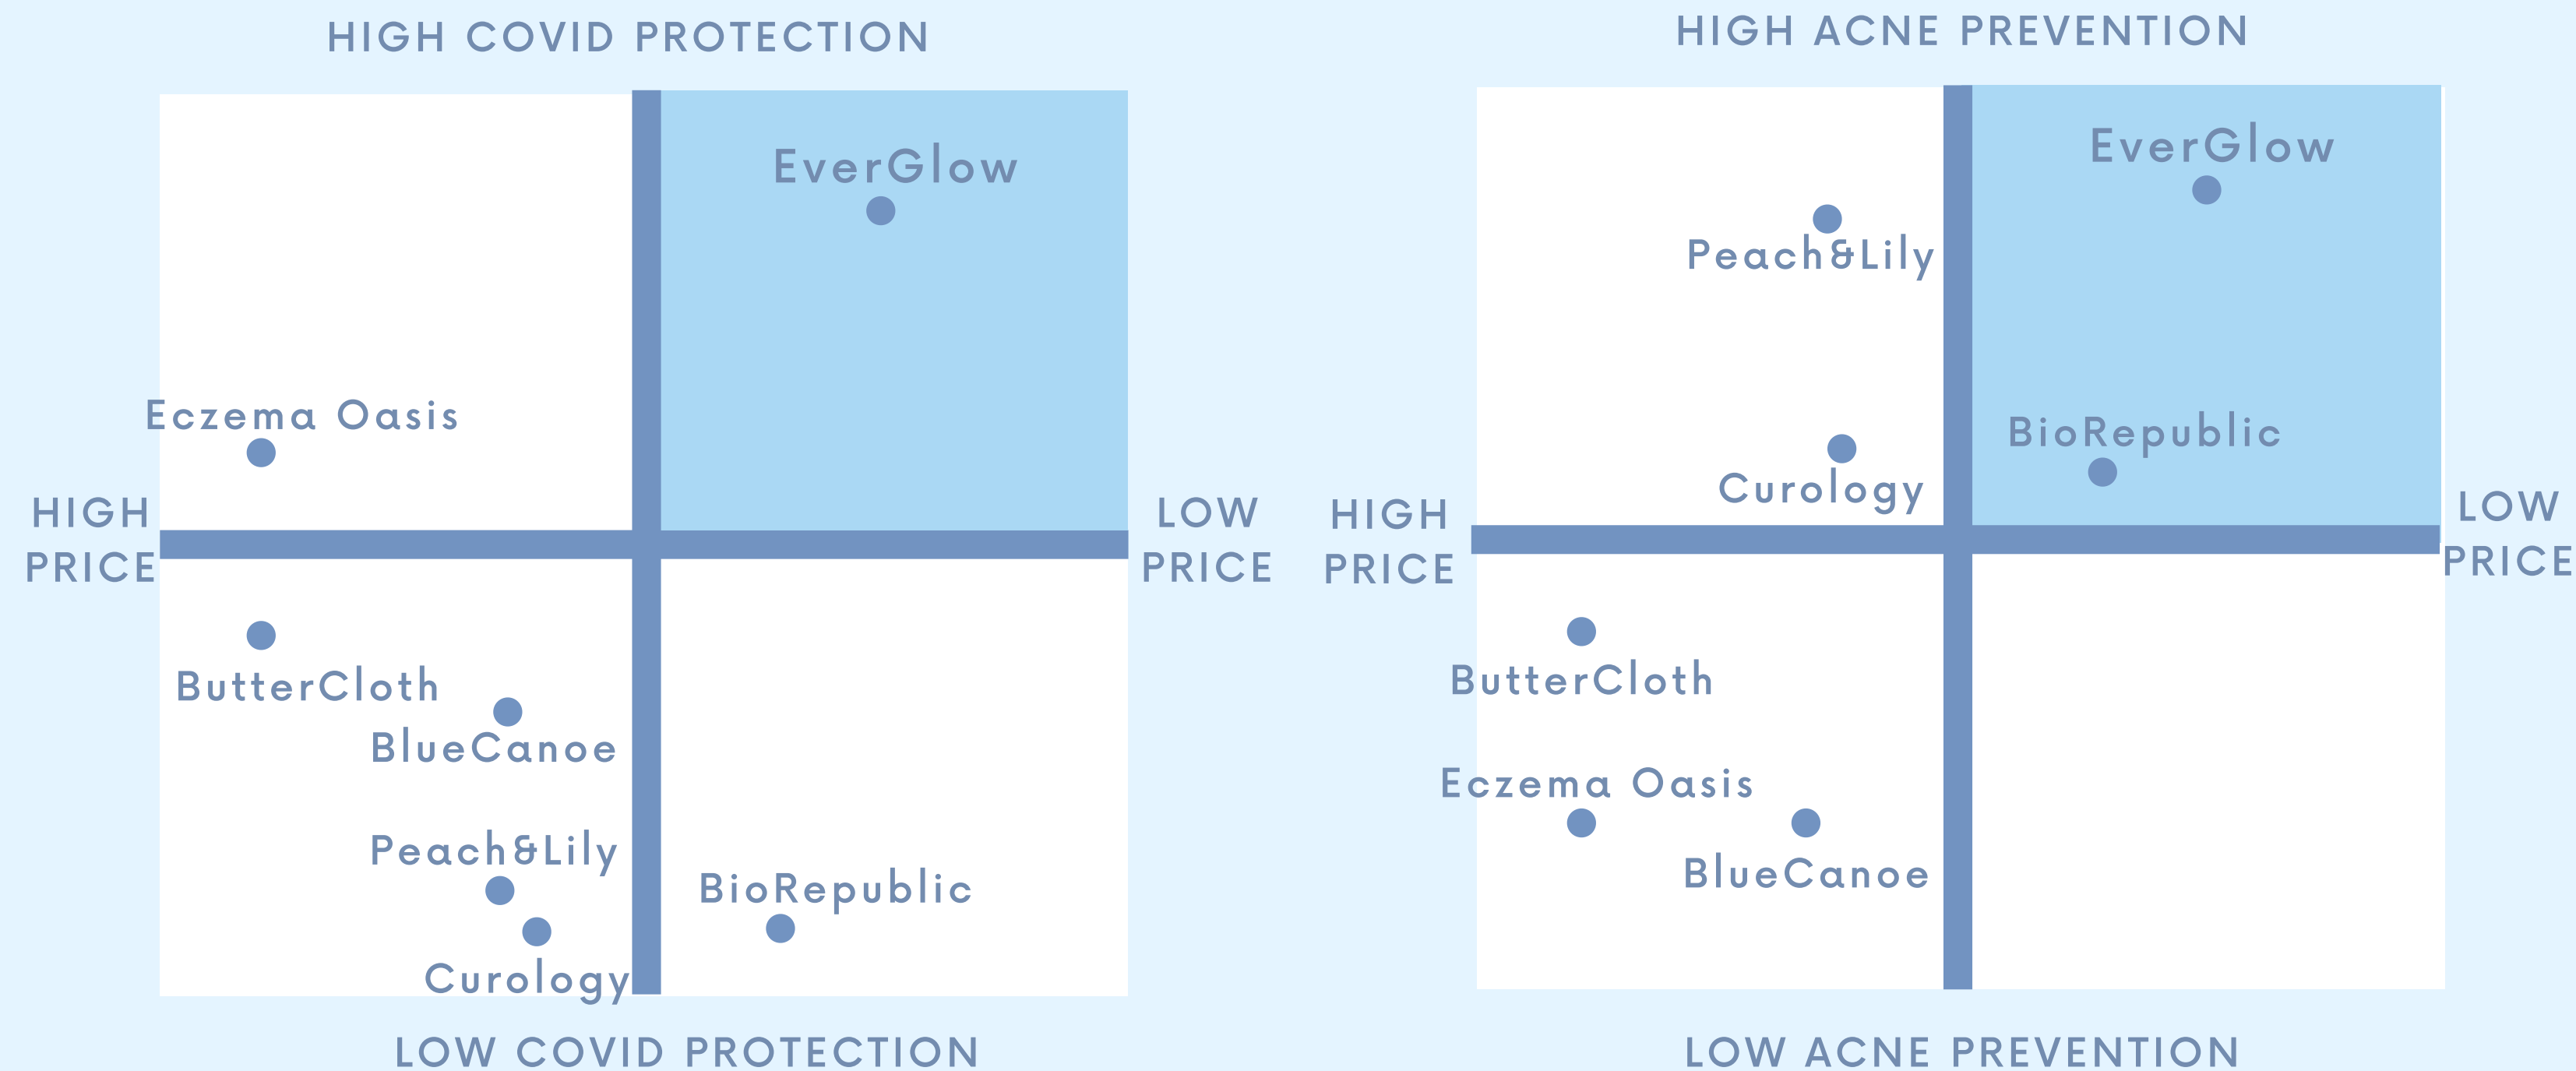 HIGH COVID PROTECTION
EverGlow
Eczema Oasis
HIGH
PRICE
LOW
PRICE
ButterCloth
BlueCanoe
Peach&Lily
BioRepublic
Curology
LOW COVID PROTECTION
HIGH ACNE PREVENTION
EverGlow
Peach&Lily
BioRepublic
Curology
HIGH
PRICE
LOW
PRICE
ButterCloth
Eczema Oasis
BlueCanoe
LOW ACNE PREVENTION